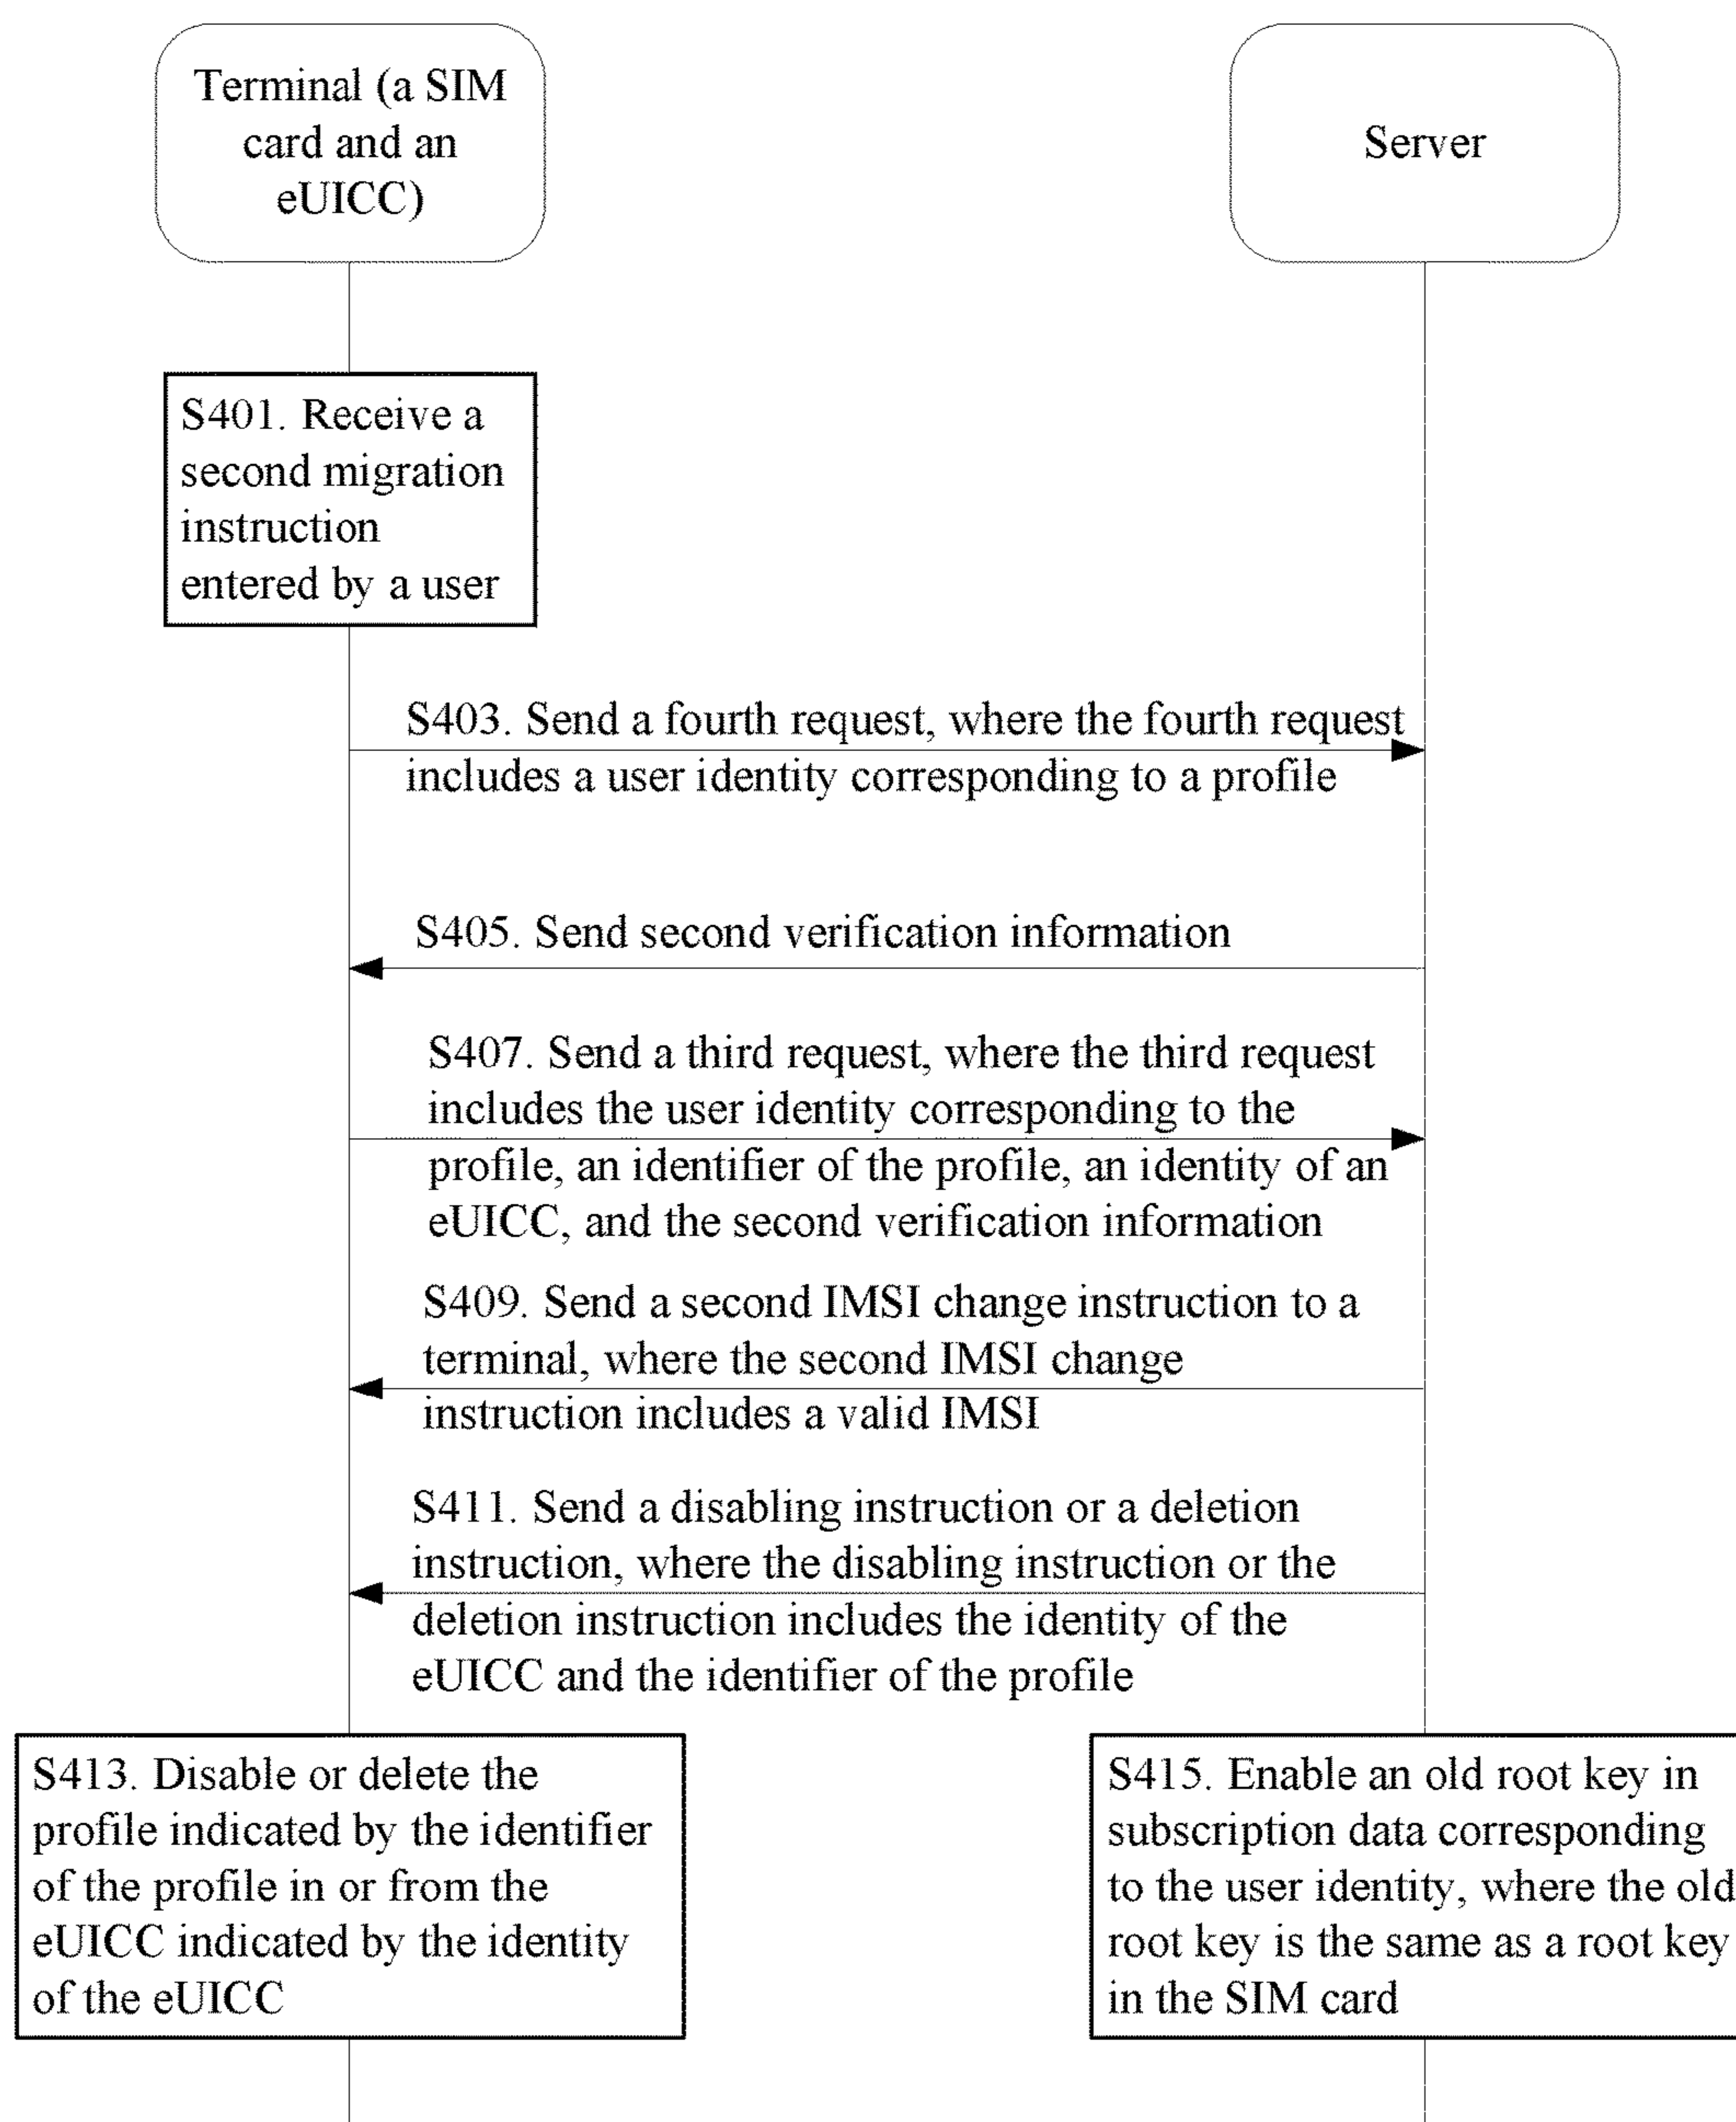 Terminal (a SIM
card and an
eUICC)
Server
S401. Receive a
second migration
instruction
entered by a user
S403. Send a fourth request, where the fourth request
includes a user identity corresponding to a profile
S405. Send second verification information
S407. Send a third request, where the third request
includes the user identity corresponding to the
profile, an identifier of the profile, an identity of an
eUICC, and the second verification information
S409. Send a second IMSI change instruction to a
terminal, where the second IMSI change
instruction includes a valid IMSI
S411. Send a disabling instruction or a deletion
instruction, where the disabling instruction or the
deletion instruction includes the identity of the
eUICC and the identifier of the profile
S413. Disable or delete the
profile indicated by the identifier
of the profile in or from the
eUICC indicated by the identity
of the eUICC
S415. Enable an old root key in
subscription data corresponding
to the user identity, where the old
root key is the same as a root key
in the SIM card